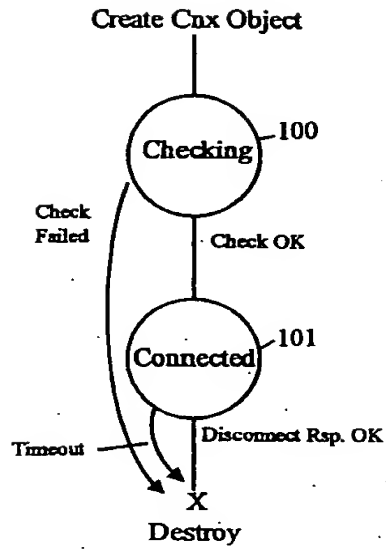 Create Cnx Object
100
Checking
Check
Failed
Check OK
101
Connected
Timeout
Disconnect Rsp. OK
X
Destroy